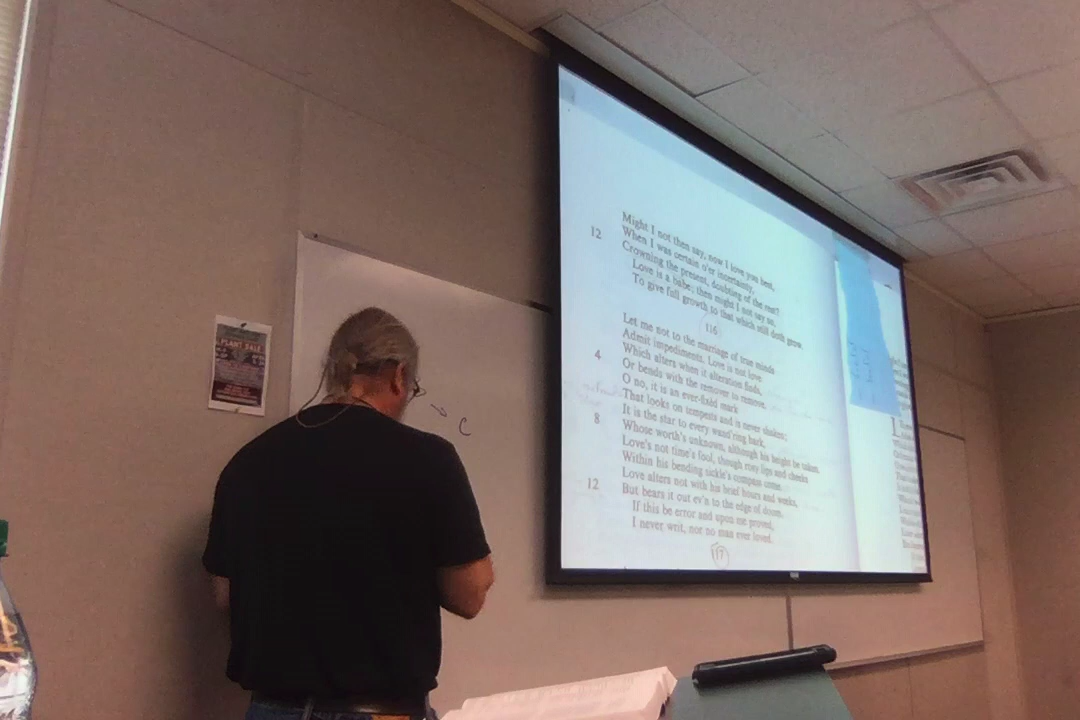 PLANT SALE
C
Might I not then say, now I love you best,
12 When I was certain o'er incertainty,
Crowning the present, doubting of the rest?
Love is a babe; then might I not say so,
To give full growth to that which still doth grow
116
Let me not to the marriage of true minds
Admit impediments. Love is not love
4 Which alters when it alteration finds,
Or bends with the remover to remove.
O no, it is an ever-fixèd mark
That looks on tempests and is never shaken;
8 It is the star to every wand'ring bark,
Whose worth's unknown, although his height be taken.
Love's not time's fool, though rosy lips and cheeks
Within his bending sickle's compass come.
12 Love alters not with his brief hours and weeks,
But bears it out ev'n to the edge of doom.
If this be error and upon me proved,
I never writ, nor no man ever loved.
117